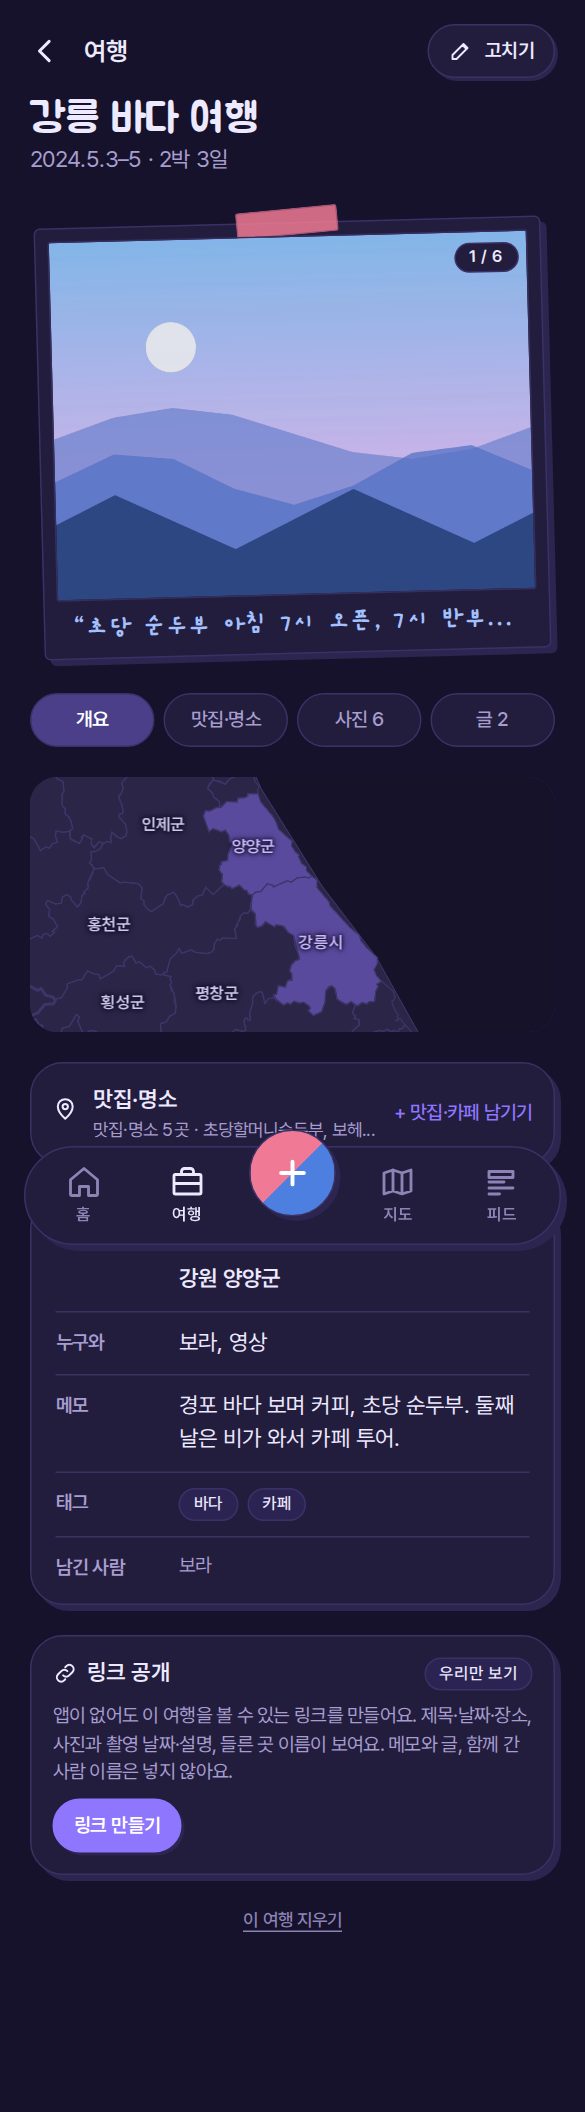 여행
고치기
강릉 바다 여행
2024.5.3–5 · 2박 3일
1 / 6
“초당 순두부 아침 7시 오픈, 7시 반부...
개요
맛집·명소
사진 6
글 2
인제군
양양군
홍천군
강릉시
횡성군
평창군
맛집·명소
맛집·명소 5곳 · 초당할머니순두부, 보헤...
+ 맛집·카페 남기기
홈
여행
지도
피드
강원 양양군
누구와
보라, 영상
메모
경포 바다 보며 커피, 초당 순두부. 둘째
날은 비가 와서 카페 투어.
태그
바다
카페
남긴 사람
보라
링크 공개
우리만 보기
앱이 없어도 이 여행을 볼 수 있는 링크를 만들어요. 제목·날짜·장소,
사진과 촬영 날짜·설명, 들른 곳 이름이 보여요. 메모와 글, 함께 간
사람 이름은 넣지 않아요.
링크 만들기
이 여행 지우기